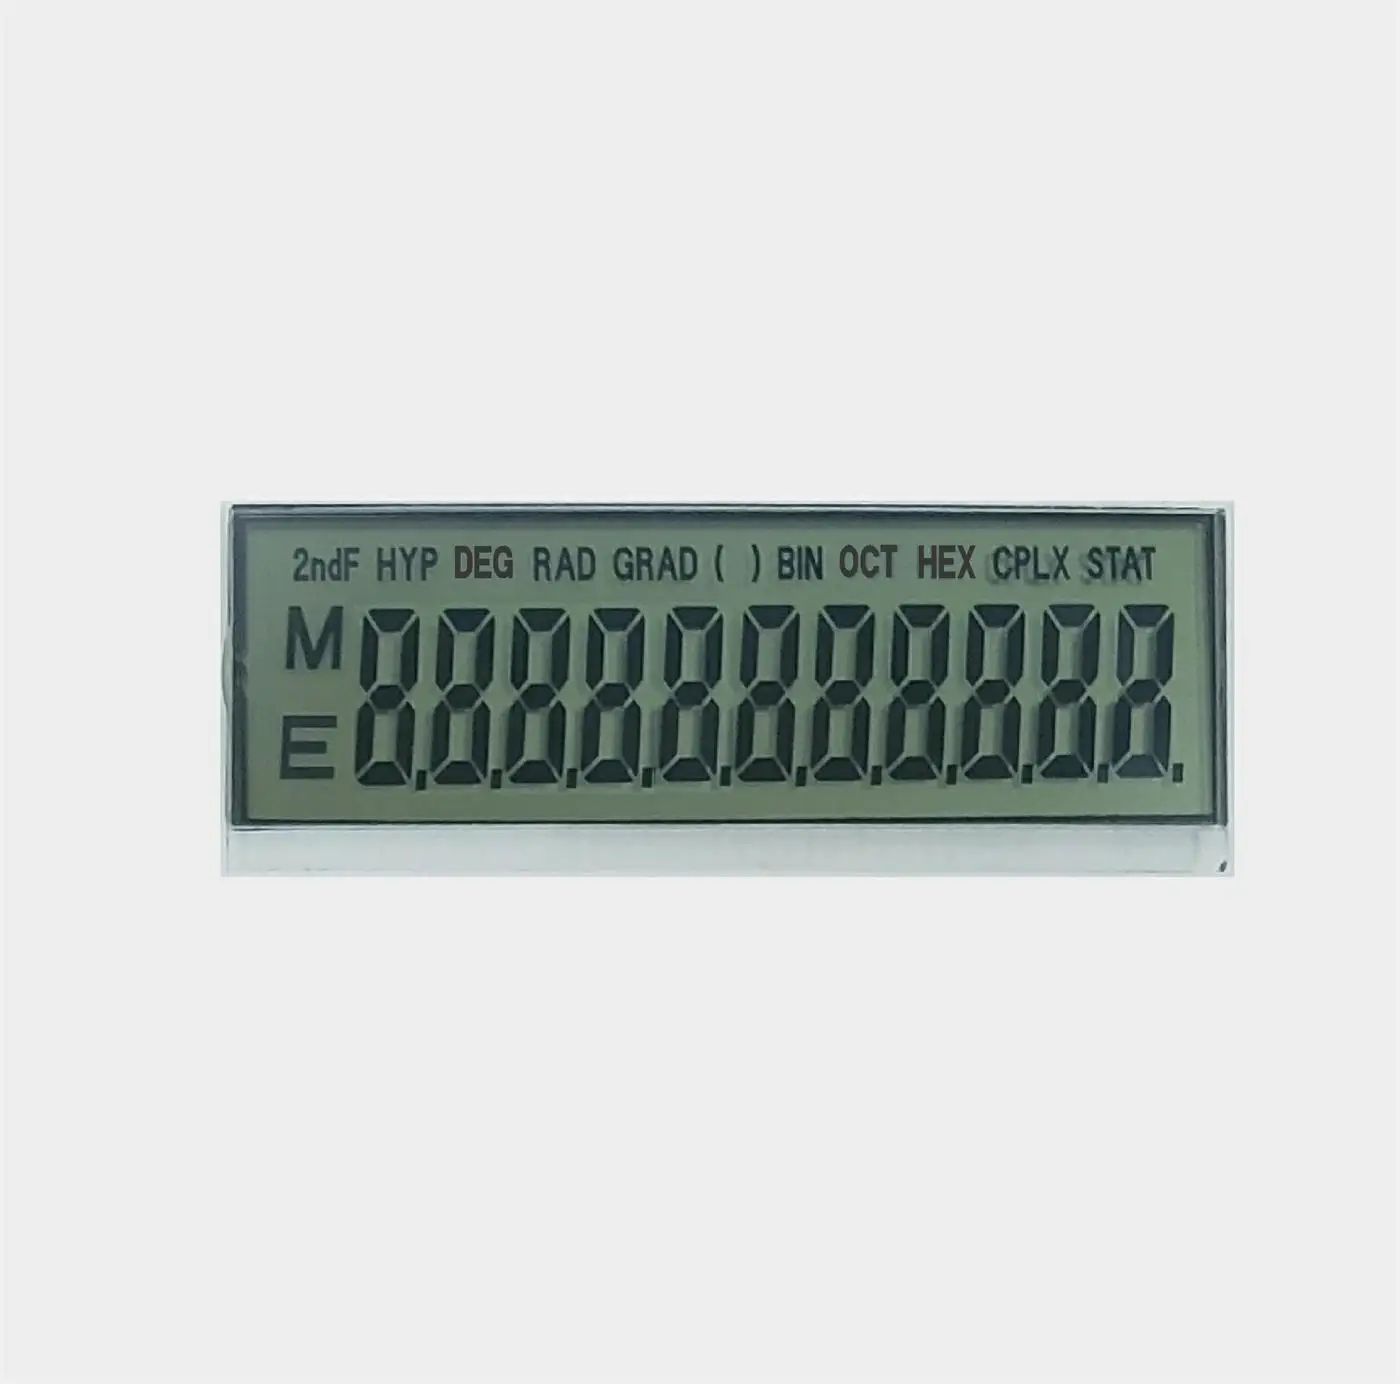 2ndF HYP DEG RAD GRAD ( ) BIN OCT HEX CPLX STAT
M
E
8.8.8.8.8.8.8.8.8.8.8.